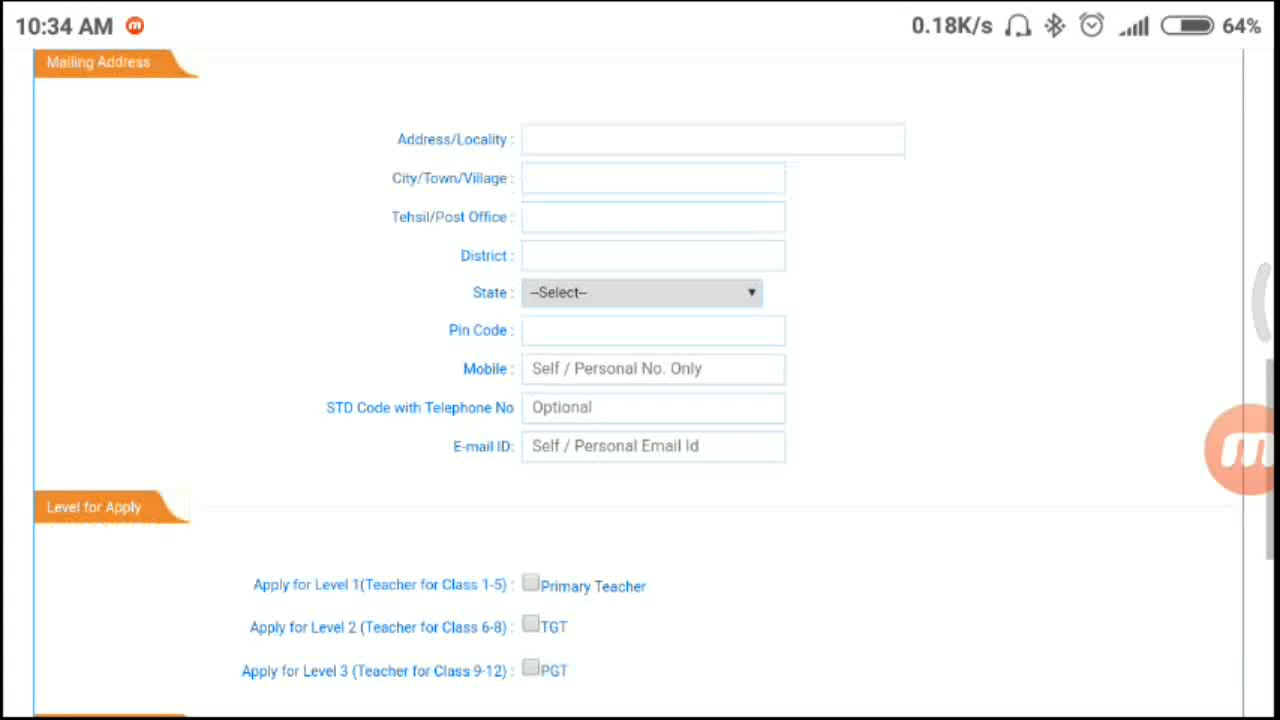 10:34 AM m 0.18K/s 64%
Mailing Address
Address/Locality :
City/Town/Village :
Tehsil/Post Office :
District :
State : --Select--
Pin Code :
Mobile : Self / Personal No. Only
STD Code with Telephone No Optional
E-mail ID: Self / Personal Email Id
m
Level for Apply
Apply for Level 1(Teacher for Class 1-5) : Primary Teacher
Apply for Level 2 (Teacher for Class 6-8) : TGT
Apply for Level 3 (Teacher for Class 9-12) : PGT